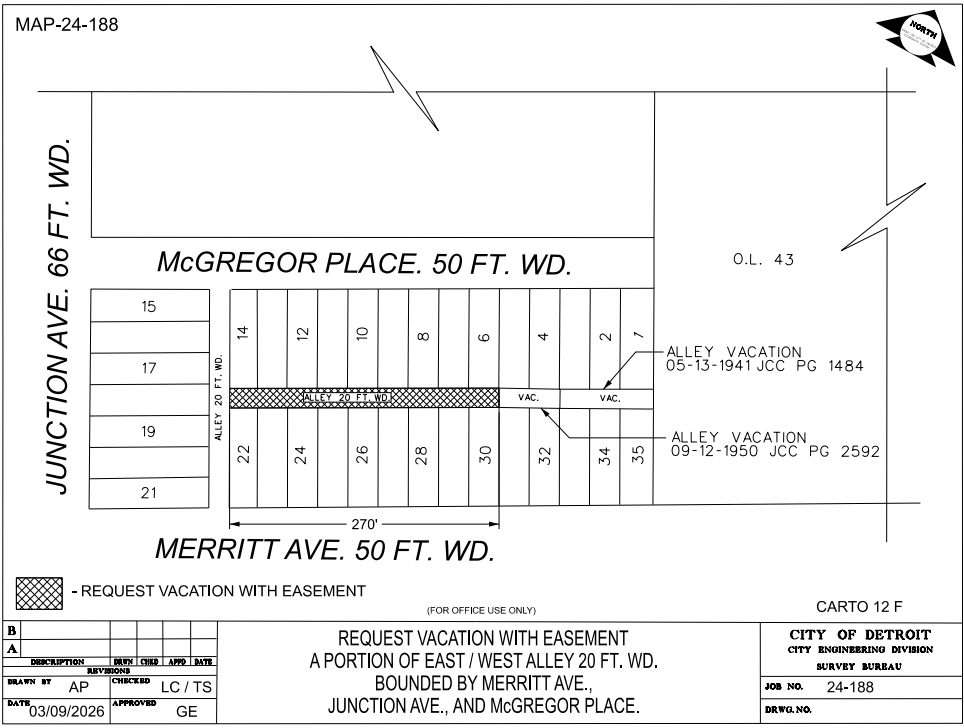 MAP-24-188
NORTH
JUNCTION AVE. 66 FT. WD.
McGREGOR PLACE. 50 FT. WD.
O.L. 43
15
17
19
21
ALLEY 20 FT. WD.
14
12
10
8
6
4
2
1
ALLEY 20 FT. WD.
VAC.
VAC.
22
24
26
28
30
32
34
35
ALLEY VACATION
05-13-1941 JCC PG 1484
ALLEY VACATION
09-12-1950 JCC PG 2592
270'
MERRITT AVE. 50 FT. WD.
- REQUEST VACATION WITH EASEMENT
(FOR OFFICE USE ONLY)
CARTO 12 F
B
A
DESCRIPTION DRWN CHKD APPD DATE
REVISIONS
DRAWN BY AP CHECKED LC / TS
DATE 03/09/2026 APPROVED GE
REQUEST VACATION WITH EASEMENT
A PORTION OF EAST / WEST ALLEY 20 FT. WD.
BOUNDED BY MERRITT AVE.,
JUNCTION AVE., AND McGREGOR PLACE.
CITY OF DETROIT
CITY ENGINEERING DIVISION
SURVEY BUREAU
JOB NO. 24-188
DRWG. NO.